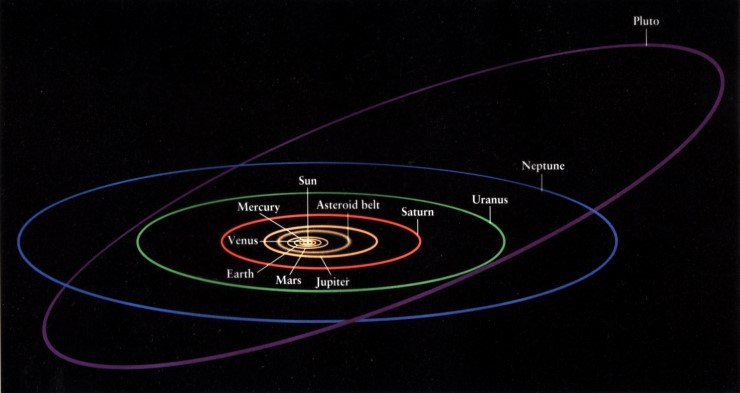 Pluto
Neptune
Sun
Uranus
Mercury
Asteroid belt
Saturn
Venus
Earth
Mars
Jupiter